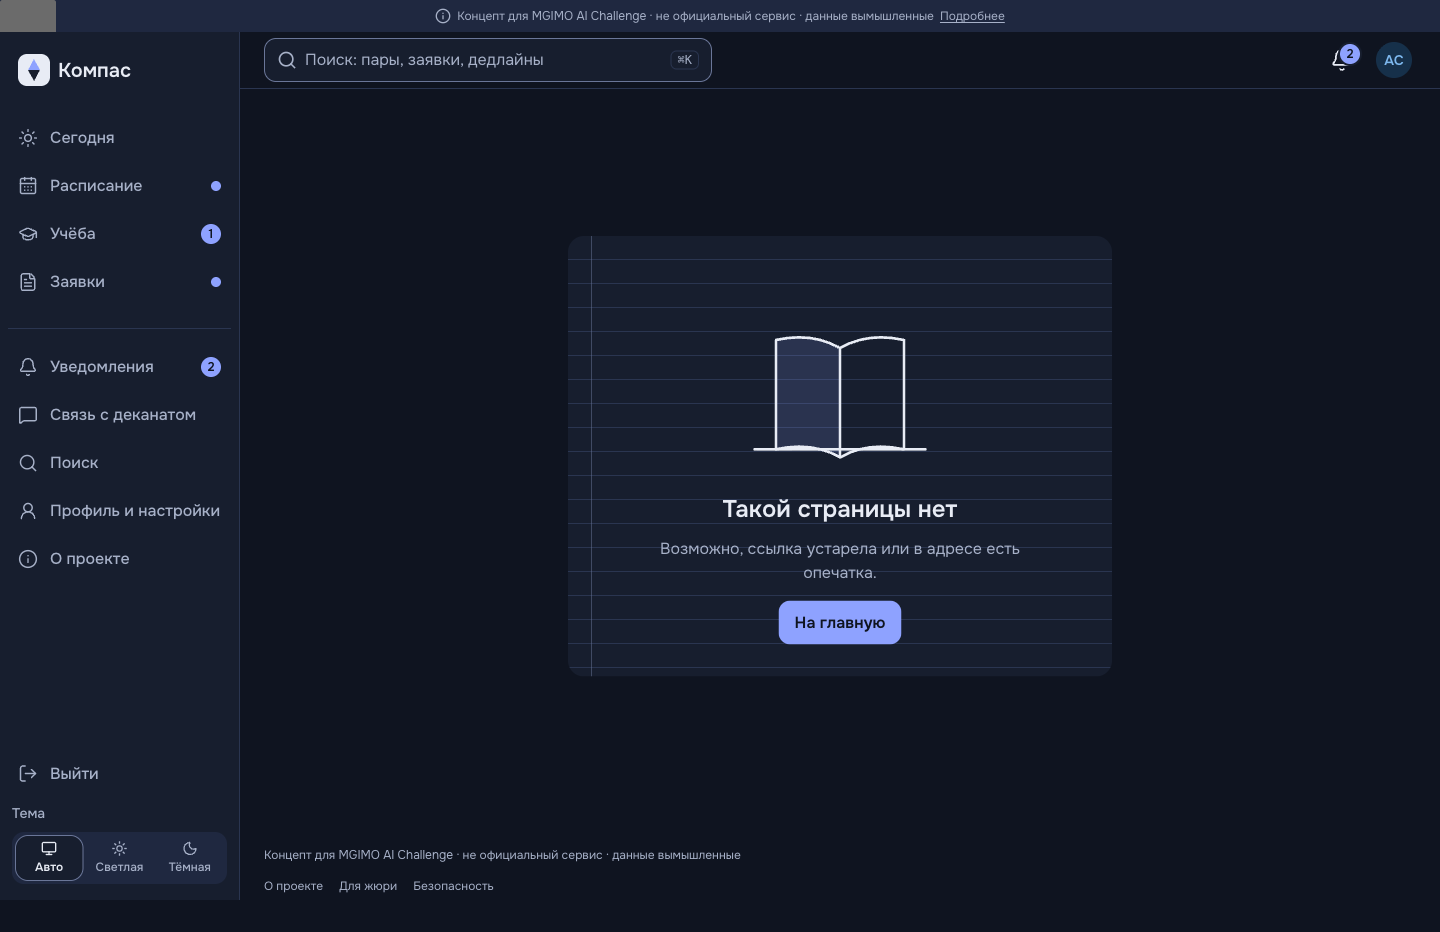 Концепт для MGIMO AI Challenge · не официальный сервис · данные вымышленные Подробнее
Компас
Поиск: пары, заявки, дедлайны ⌘K
2
АС
Сегодня
Расписание
Учёба 1
Заявки
Уведомления 2
Связь с деканатом
Поиск
Профиль и настройки
О проекте
Такой страницы нет
Возможно, ссылка устарела или в адресе есть
опечатка.
На главную
Выйти
Тема
Авто Светлая Тёмная
Концепт для MGIMO AI Challenge · не официальный сервис · данные вымышленные
О проекте Для жюри Безопасность